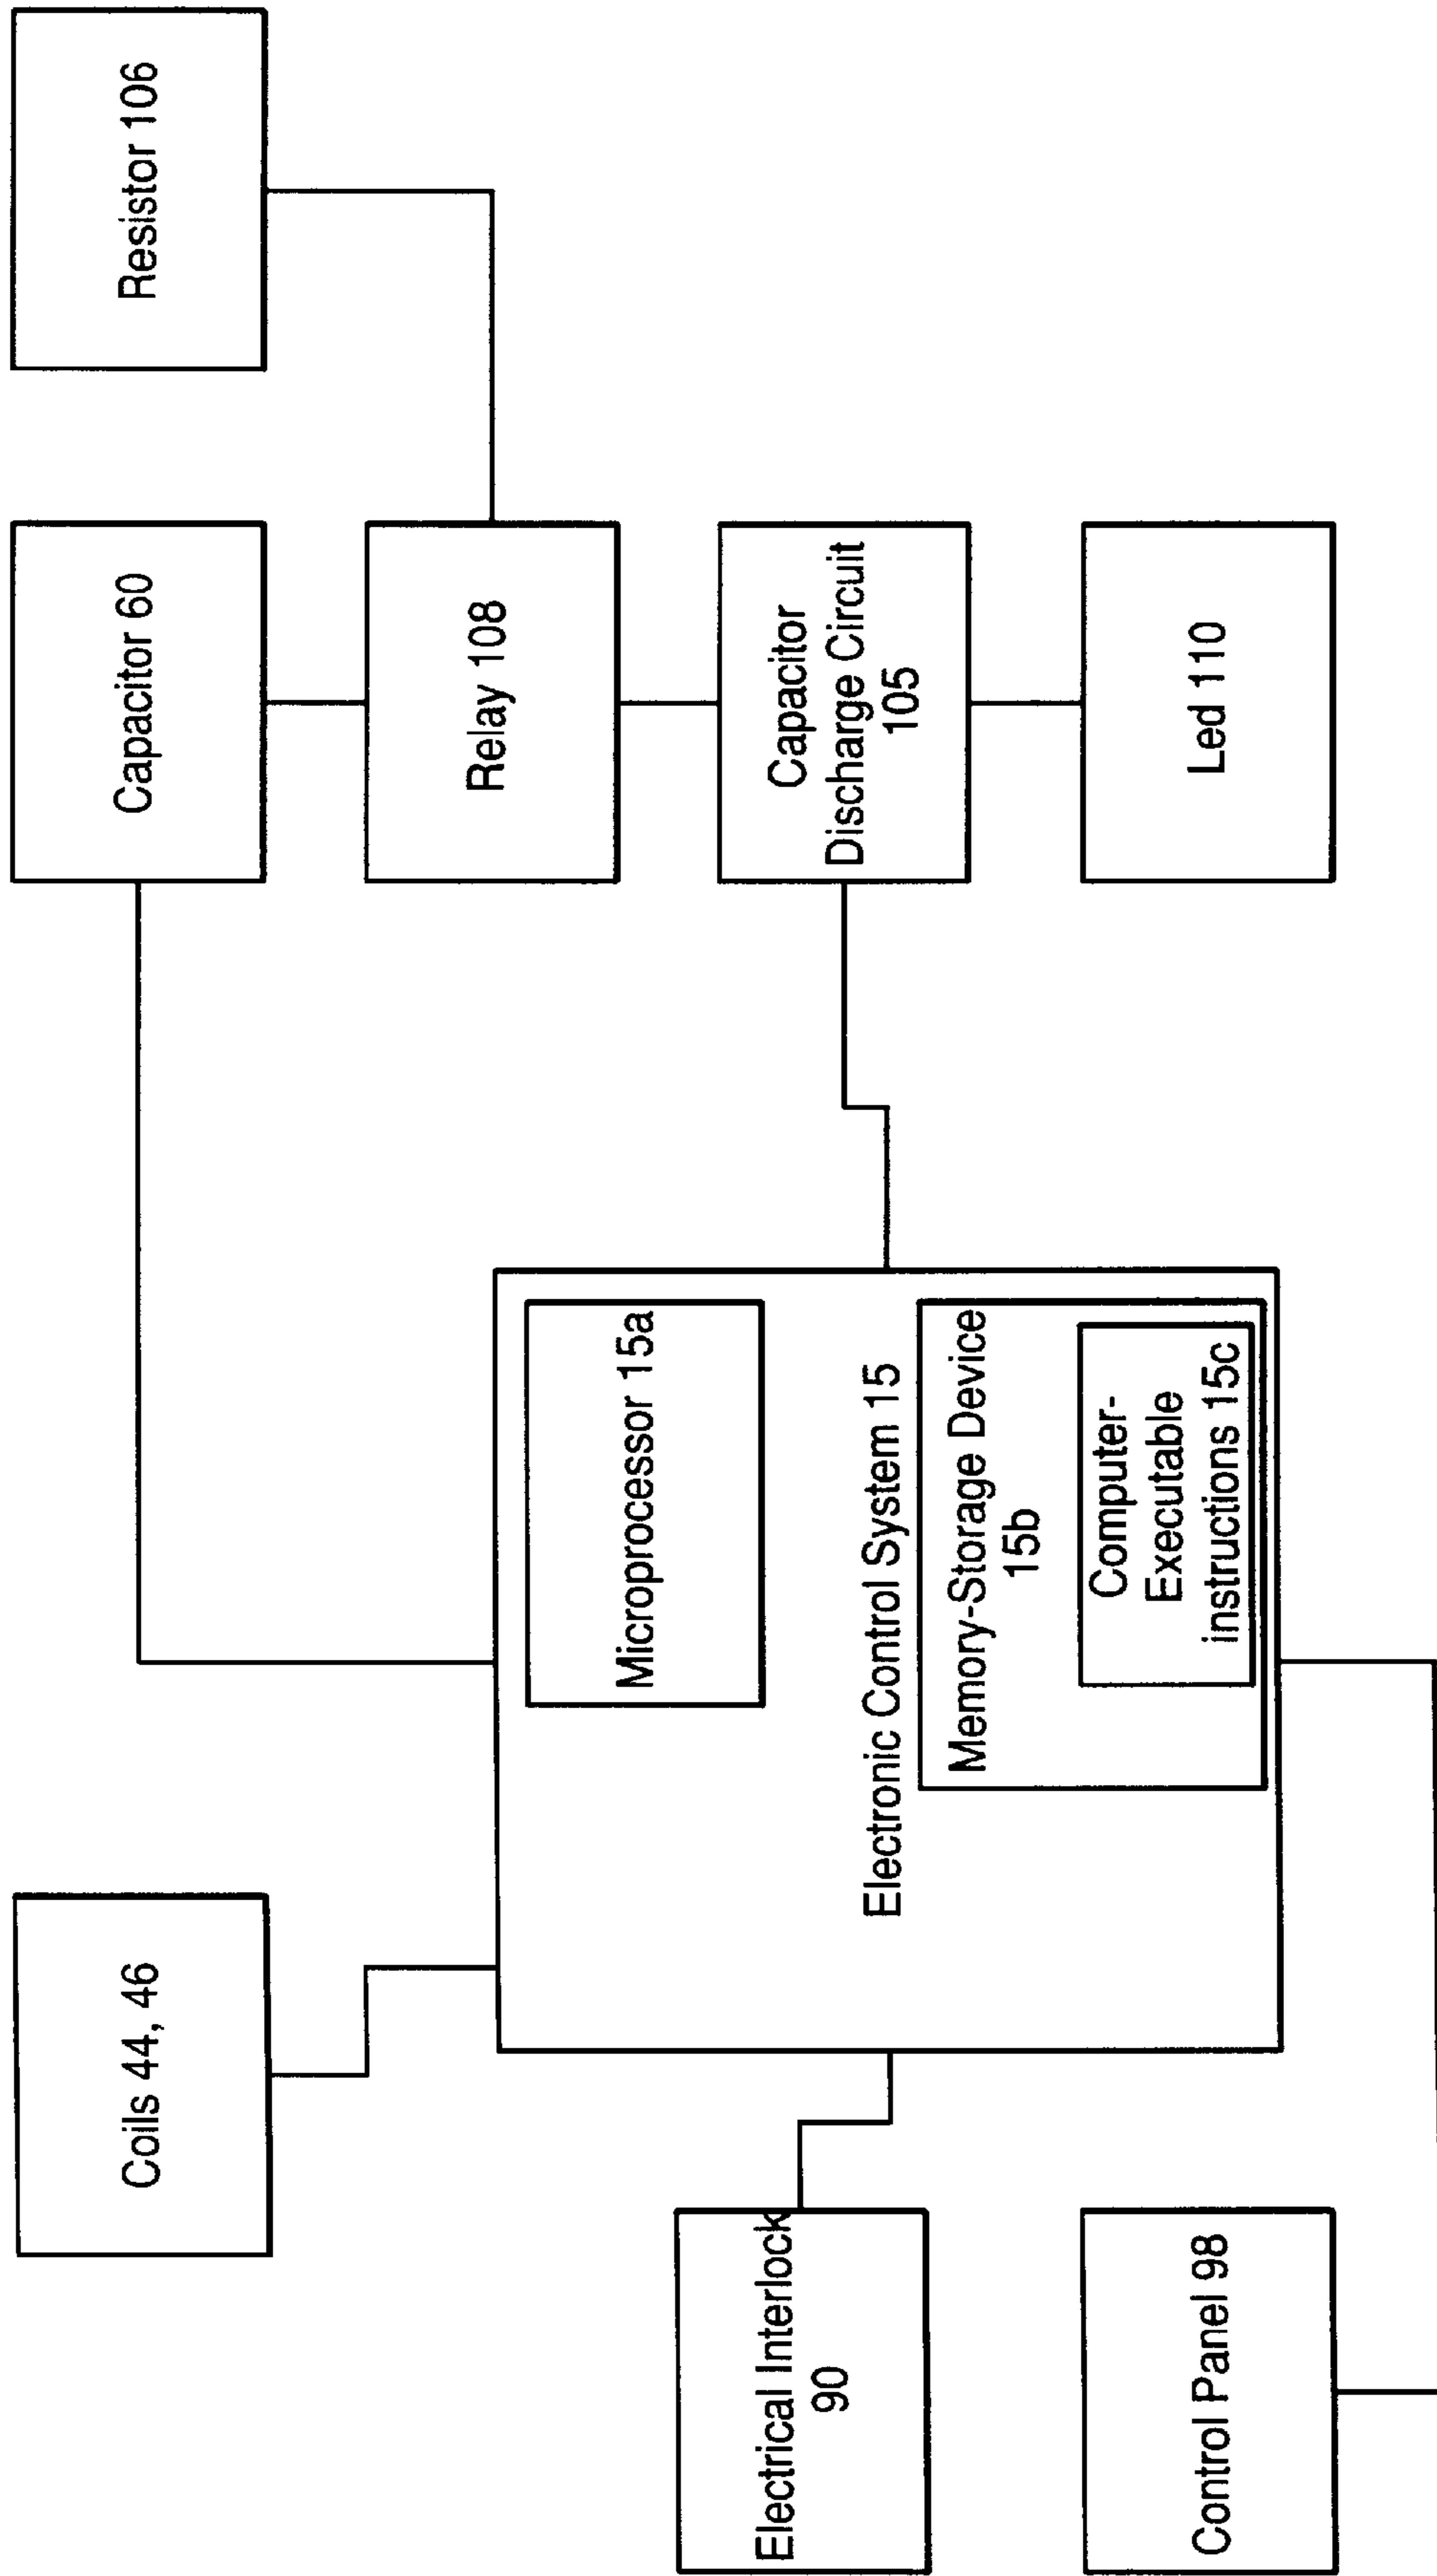 Coils 44, 46
Capacitor 60
Resistor 106
Relay 108
Electrical Interlock
90
Microprocessor 15a
Electronic Control System 15
Memory-Storage Device
15b
Computer-
Executable
instructions 15c
Capacitor
Discharge Circuit
105
Control Panel 98
Led 110